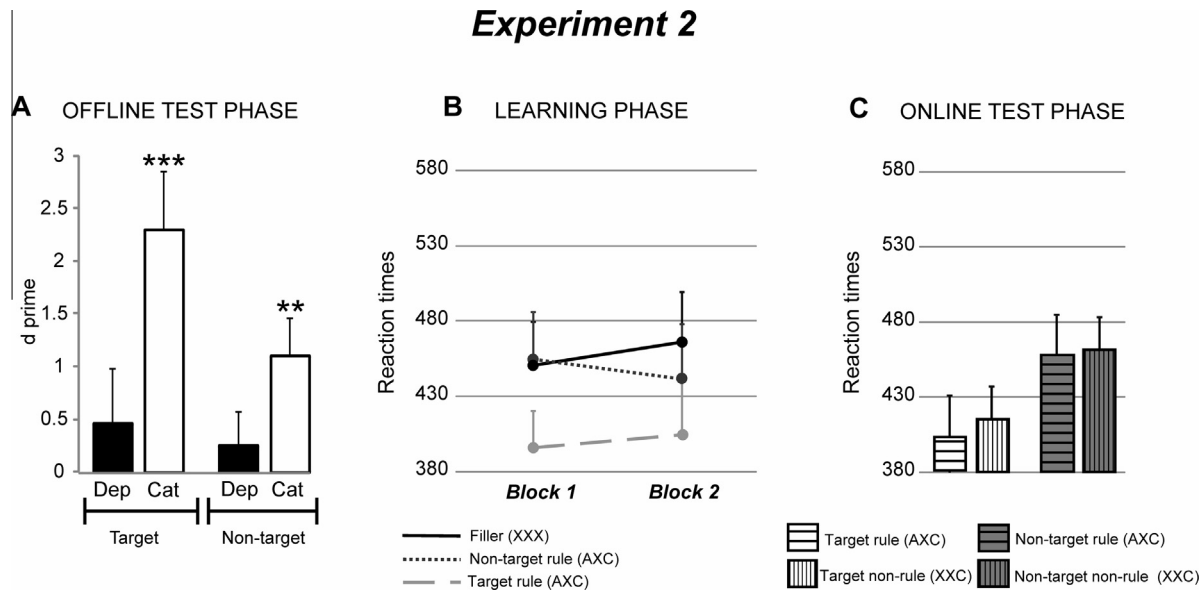 Experiment 2
A OFFLINE TEST PHASE
3
2.5
2
1.5
1
0.5
0
d prime
***
**
Dep Cat Dep Cat
Target Non-target
B LEARNING PHASE
580
530
480
430
380
Reaction times
Block 1 Block 2
Filler (XXX)
Non-target rule (AXC)
Target rule (AXC)
C ONLINE TEST PHASE
580
530
480
430
380
Reaction times
Target rule (AXC) Non-target rule (AXC)
Target non-rule (XXC) Non-target non-rule (XXC)